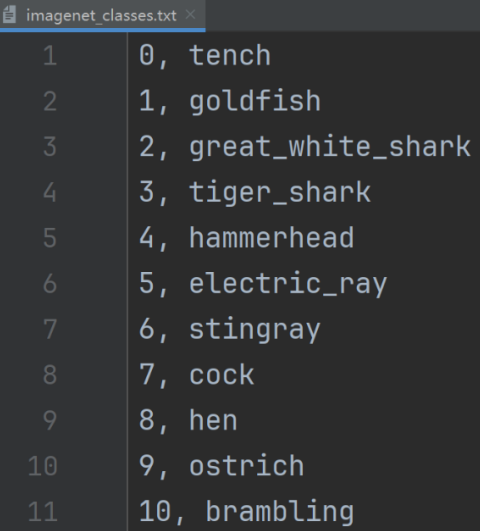 imagenet_classes.txt
1 0, tench
2 1, goldfish
3 2, great_white_shark
4 3, tiger_shark
5 4, hammerhead
6 5, electric_ray
7 6, stingray
8 7, cock
9 8, hen
10 9, ostrich
11 10, brambling